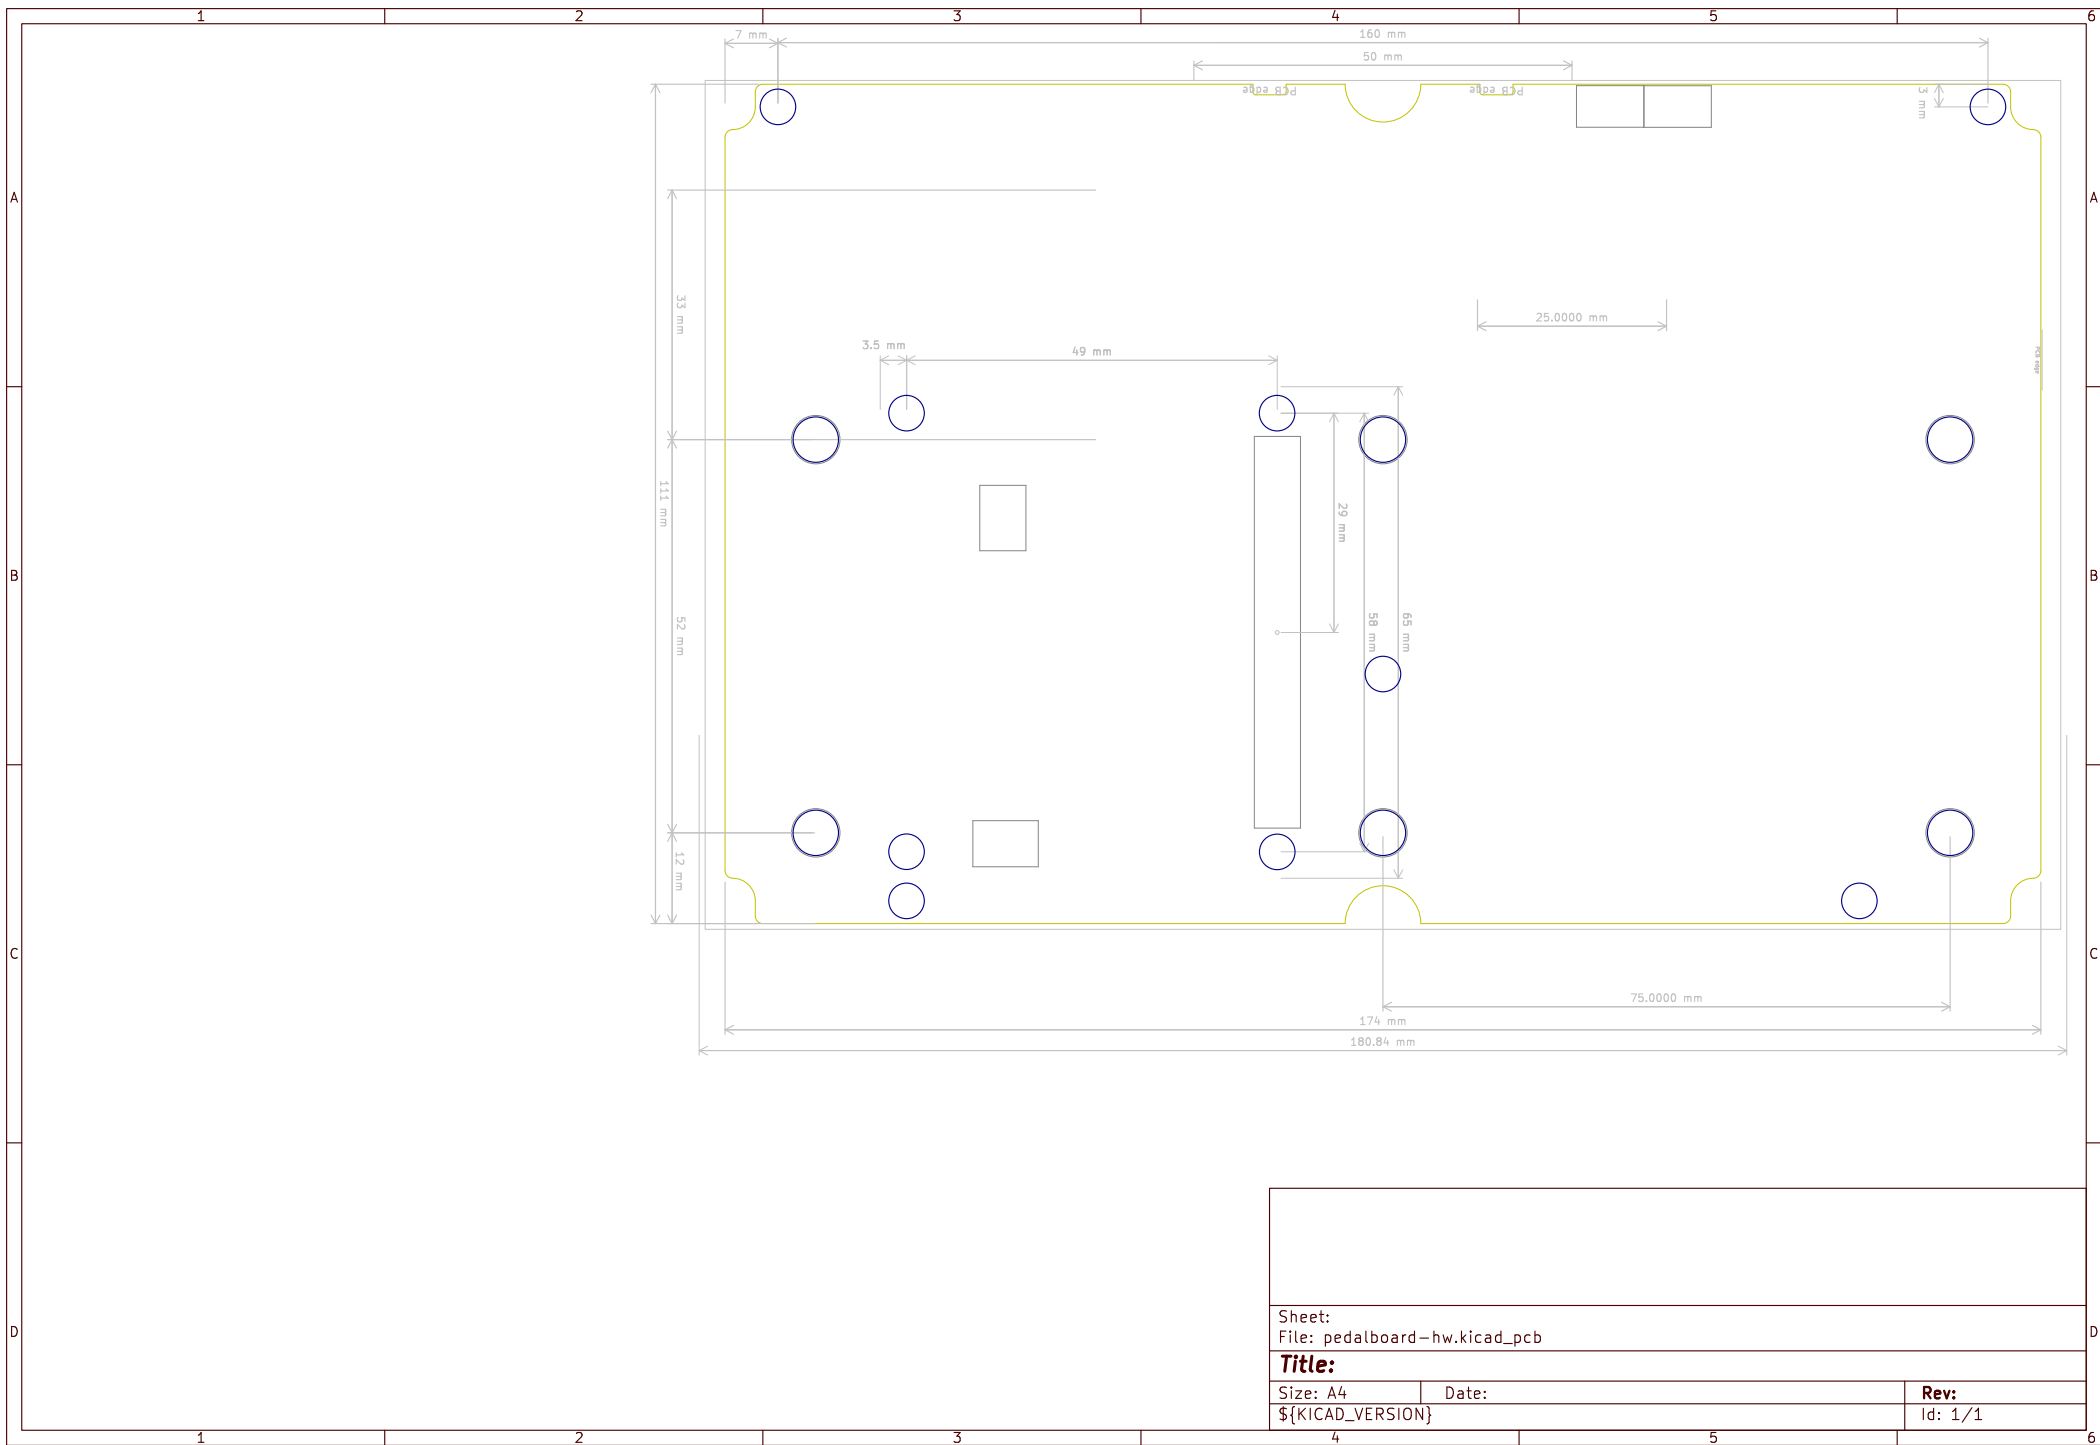 1 2 3 4 5 6
7 mm
160 mm
50 mm
PCB edge
PCB edge
3 mm
A
A
33 mm
25.0000 mm
3.5 mm
49 mm
PCB edge
111 mm
29 mm
B
B
52 mm
58 mm
65 mm
12 mm
C
C
75.0000 mm
174 mm
180.84 mm
Sheet:
File: pedalboard-hw.kicad_pcb
D
D
Title:
Size: A4 Date: Rev:
${KICAD_VERSION} Id: 1/1
1 2 3 4 5 6